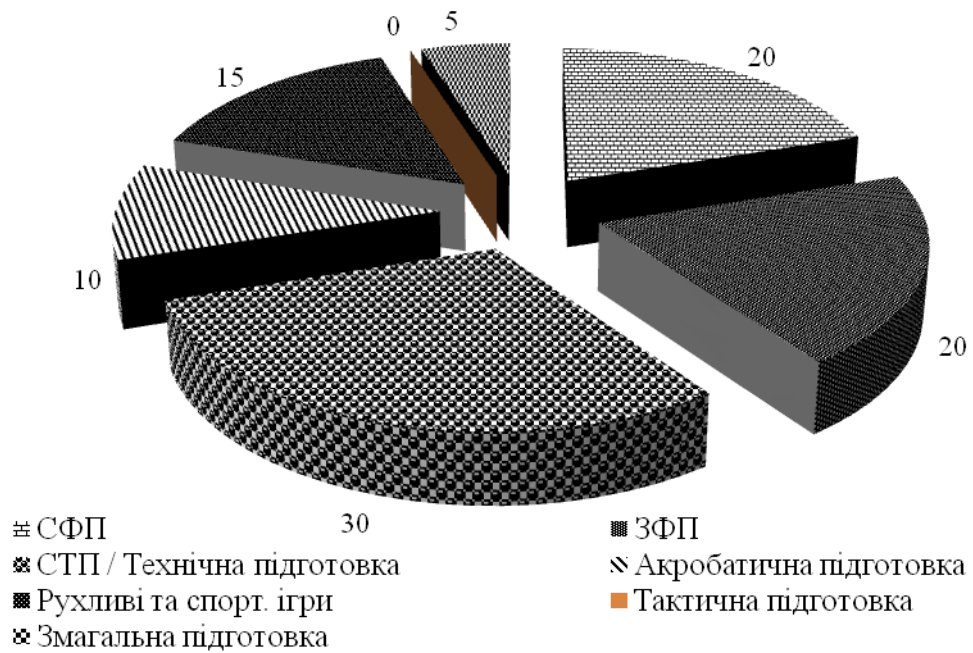 0
5
20
15
10
20
30
СФП
ЗФП
СТП / Технічна підготовка
Акробатична підготовка
Рухливі та спорт. ігри
Тактична підготовка
Змагальна підготовка